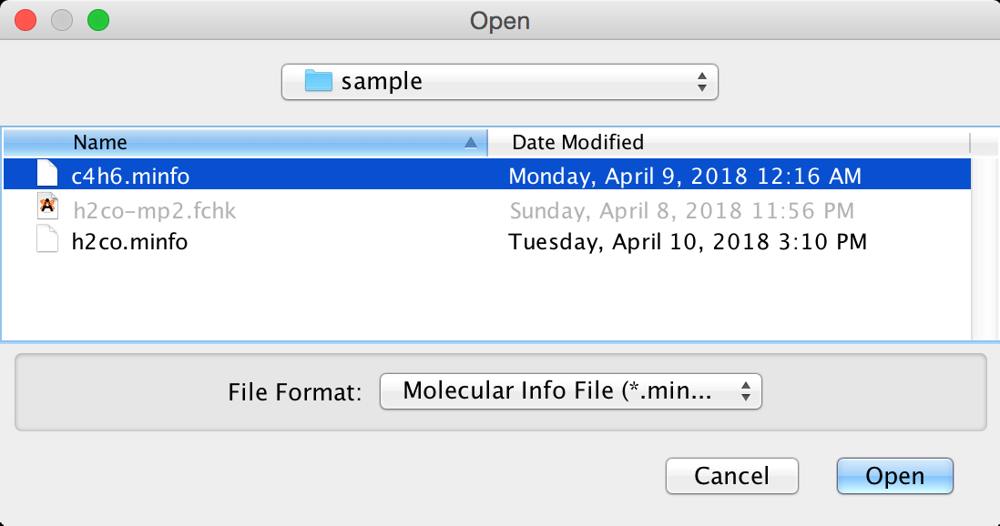 Open
sample
Name Date Modified
c4h6.minfo Monday, April 9, 2018 12:16 AM
h2co-mp2.fchk Sunday, April 8, 2018 11:56 PM
h2co.minfo Tuesday, April 10, 2018 3:10 PM
File Format: Molecular Info File (*.min...
Cancel Open